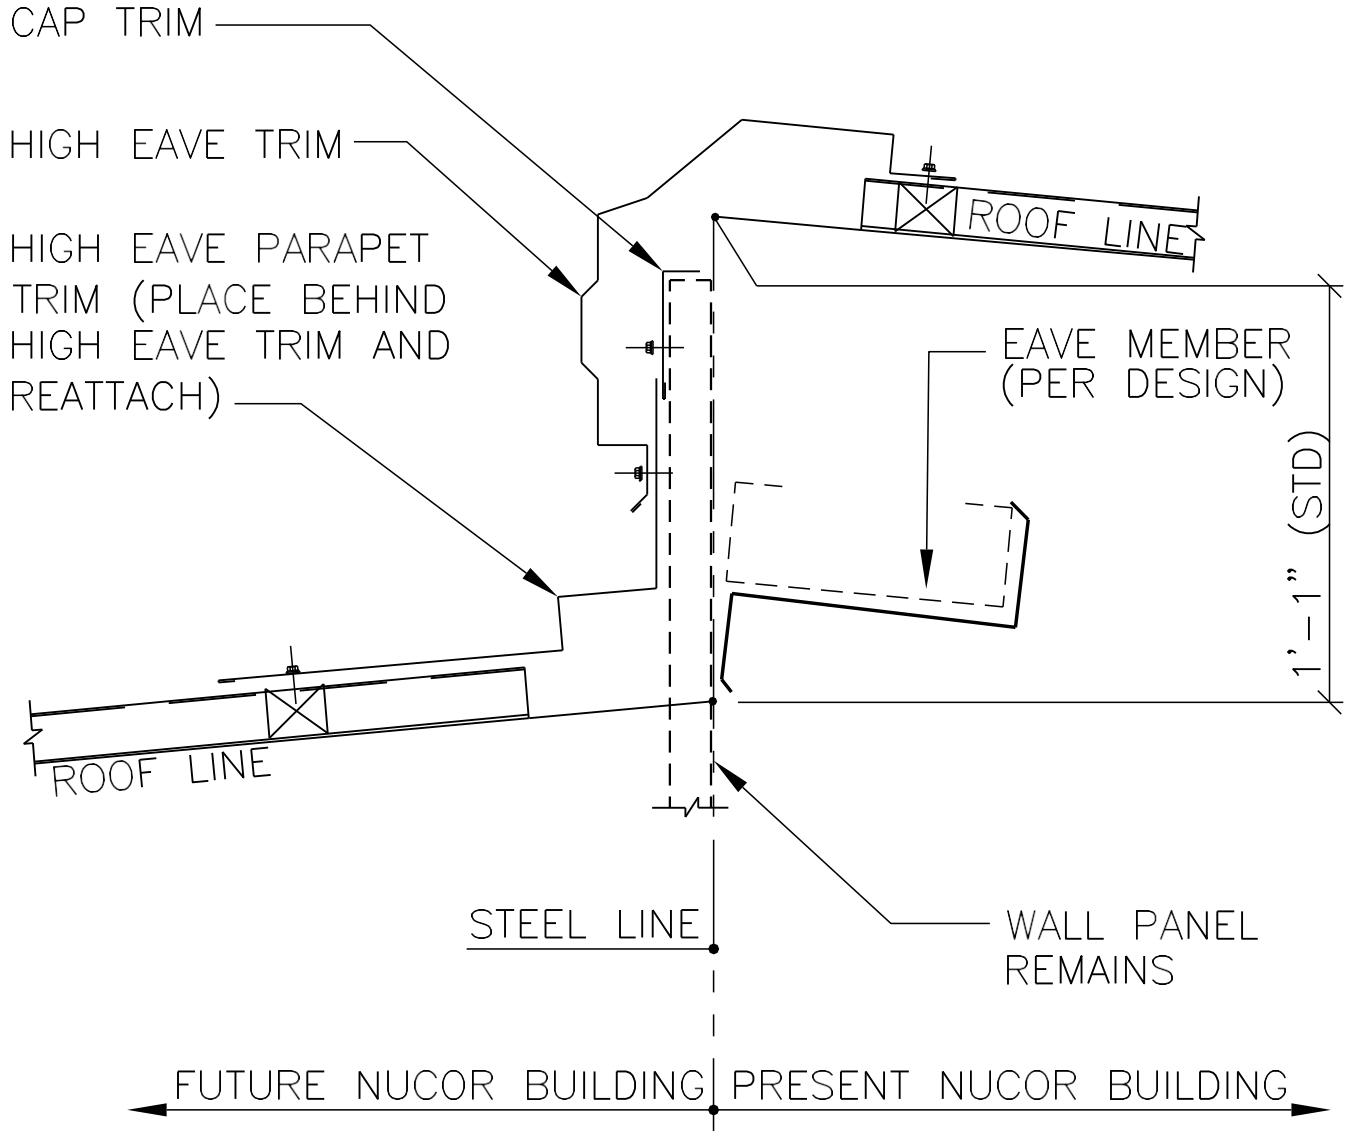 CAP TRIM
HIGH EAVE TRIM
HIGH EAVE PARAPET
TRIM (PLACE BEHIND
HIGH EAVE TRIM AND
REATTACH)
ROOF LINE
EAVE MEMBER
(PER DESIGN)
1'-1" (STD)
ROOF LINE
STEEL LINE
WALL PANEL
REMAINS
FUTURE NUCOR BUILDING
PRESENT NUCOR BUILDING